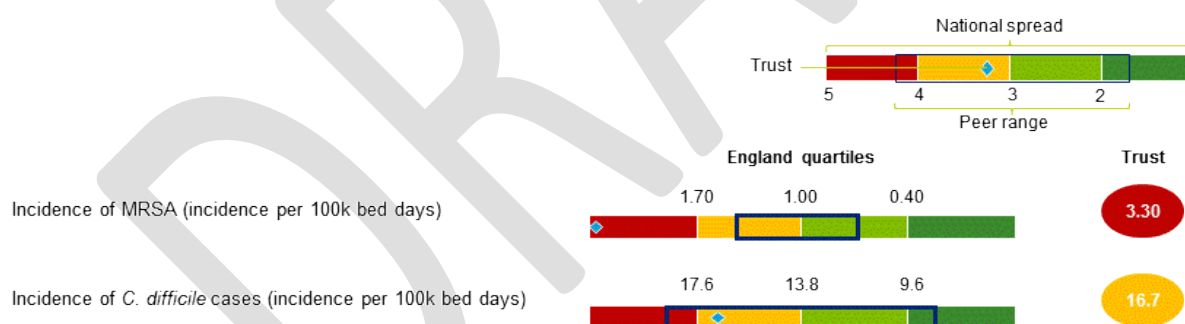 National spread
Trust
5 4 3 2
Peer range
England quartiles Trust
1.70 1.00 0.40
Incidence of MRSA (incidence per 100k bed days) 3.30
17.6 13.8 9.6
Incidence of C. difficile cases (incidence per 100k bed days) 16.7